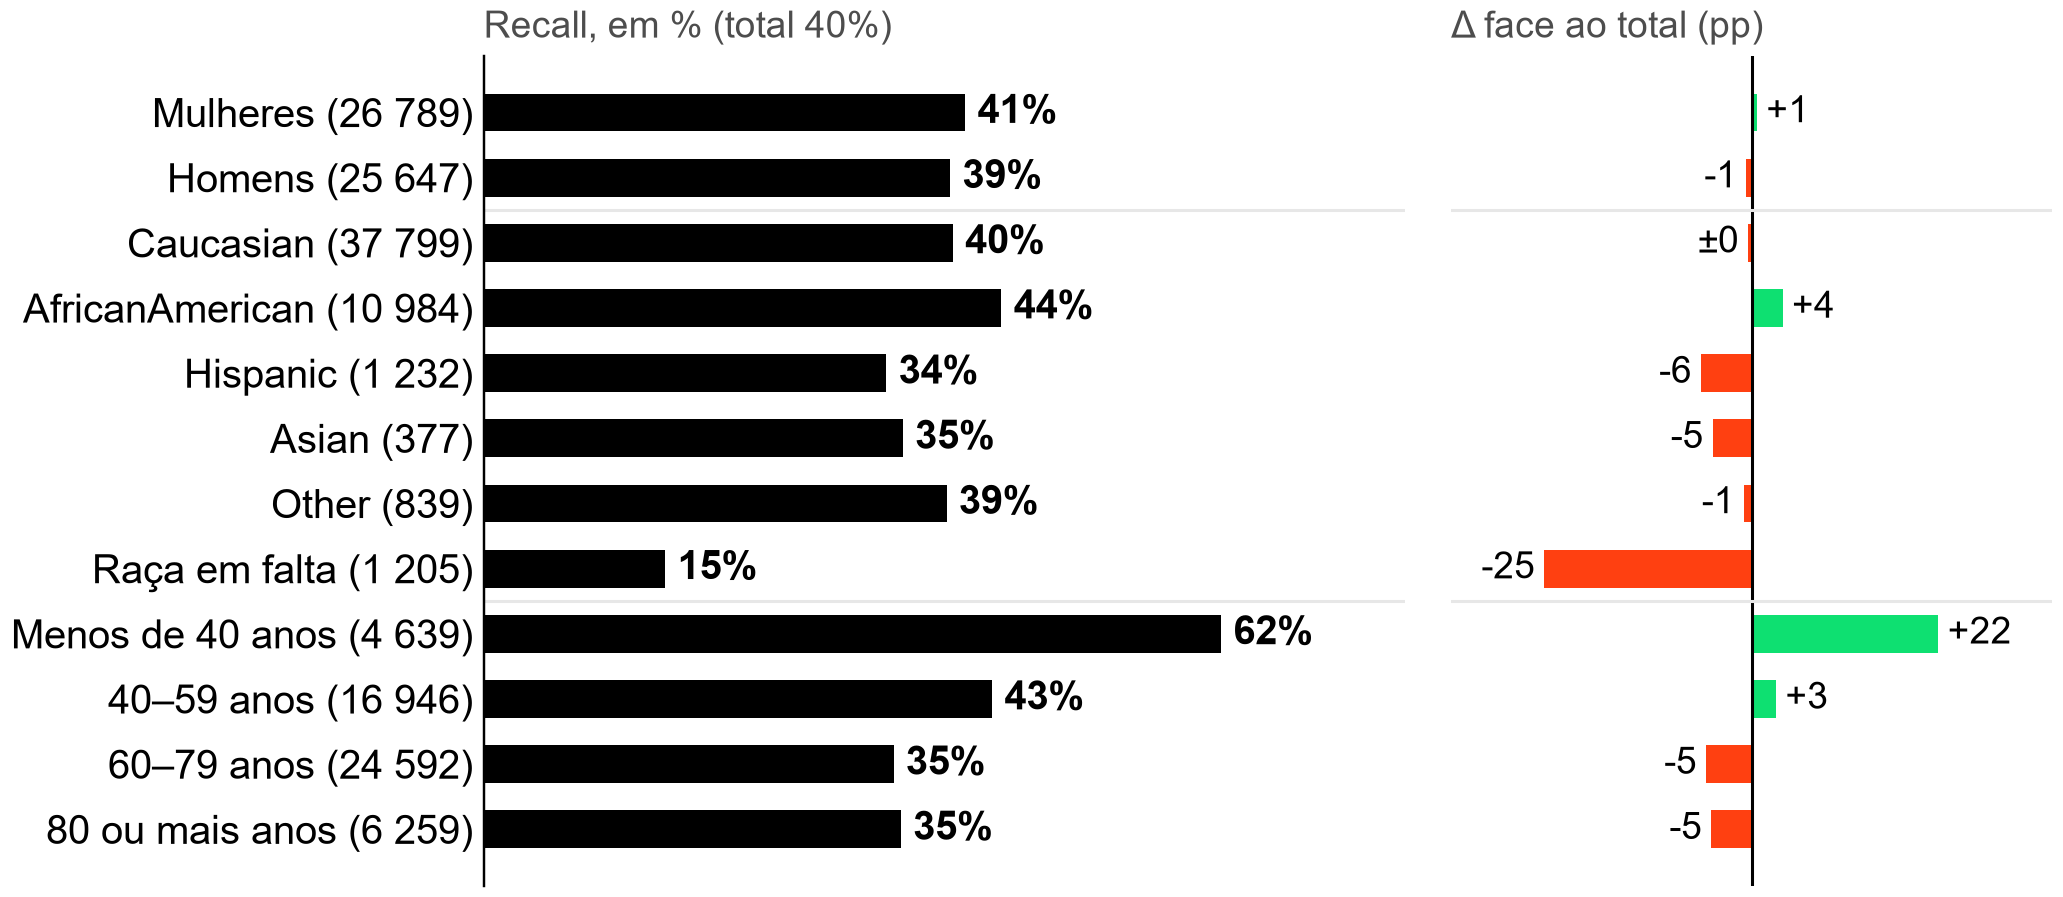 Recall, em % (total 40%)
Δ face ao total (pp)
Mulheres (26 789) 41% +1
Homens (25 647) 39% -1
Caucasian (37 799) 40% ±0
AfricanAmerican (10 984) 44% +4
Hispanic (1 232) 34% -6
Asian (377) 35% -5
Other (839) 39% -1
Raça em falta (1 205) 15% -25
Menos de 40 anos (4 639) 62% +22
40–59 anos (16 946) 43% +3
60–79 anos (24 592) 35% -5
80 ou mais anos (6 259) 35% -5